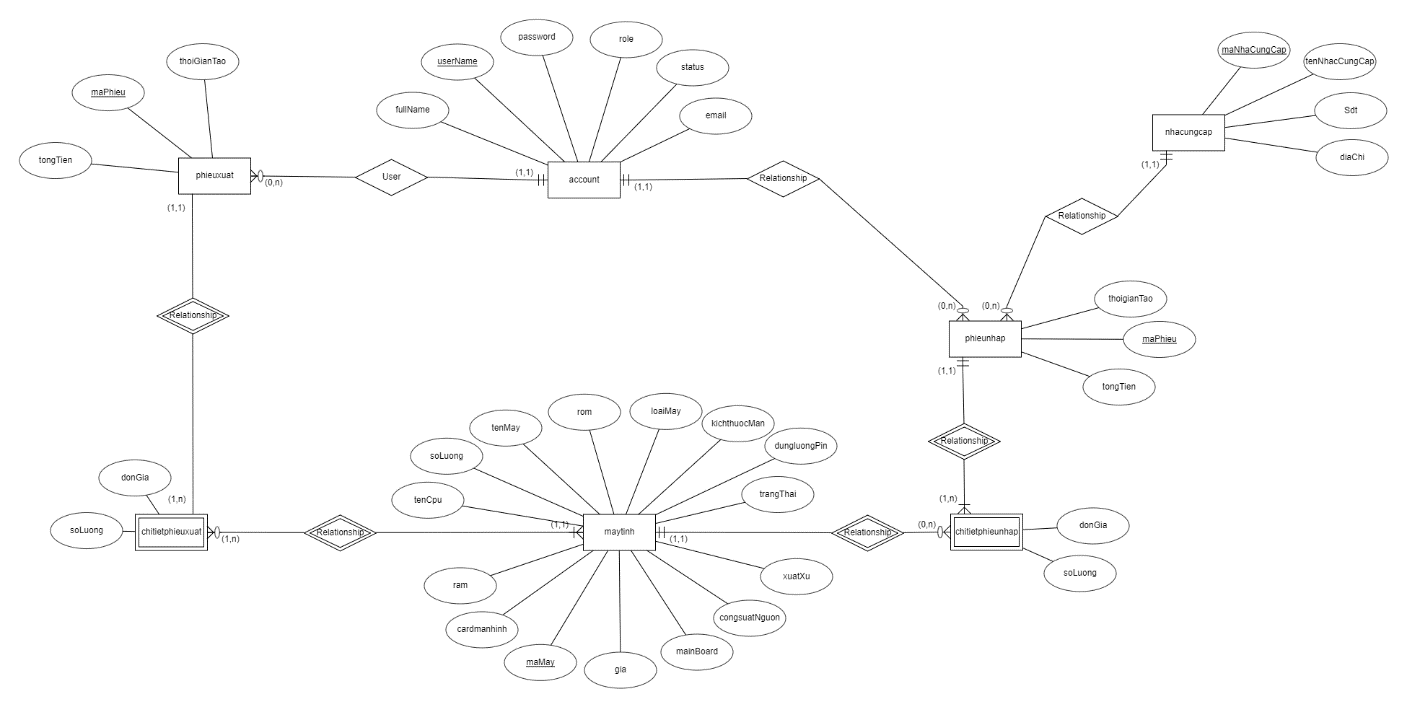 password
role
userName
status
fullName
email
thoiGianTao
maPhieu
tongTien
phieuxuat
(0,n)
User
(1,1)
account
(1,1)
Relationship
(1,1)
maNhaCungCap
tenNhacCungCap
Sdt
diaChi
nhacungcap
(1,1)
Relationship
(0,n)
(0,n)
phieunhap
thoigianTao
maPhieu
tongTien
(1,1)
Relationship
(1,n)
Relationship
(1,n)
donGia
soLuong
chitietphieuxuat
(1,n)
Relationship
(1,1)
maytinh
(1,1)
Relationship
(0,n)
chitietphieunhap
donGia
soLuong
rom
loaiMay
tenMay
kichthuocMan
soLuong
dungluongPin
tenCpu
trangThai
ram
xuatXu
cardmanhinh
congsuatNguon
maMay
gia
mainBoard